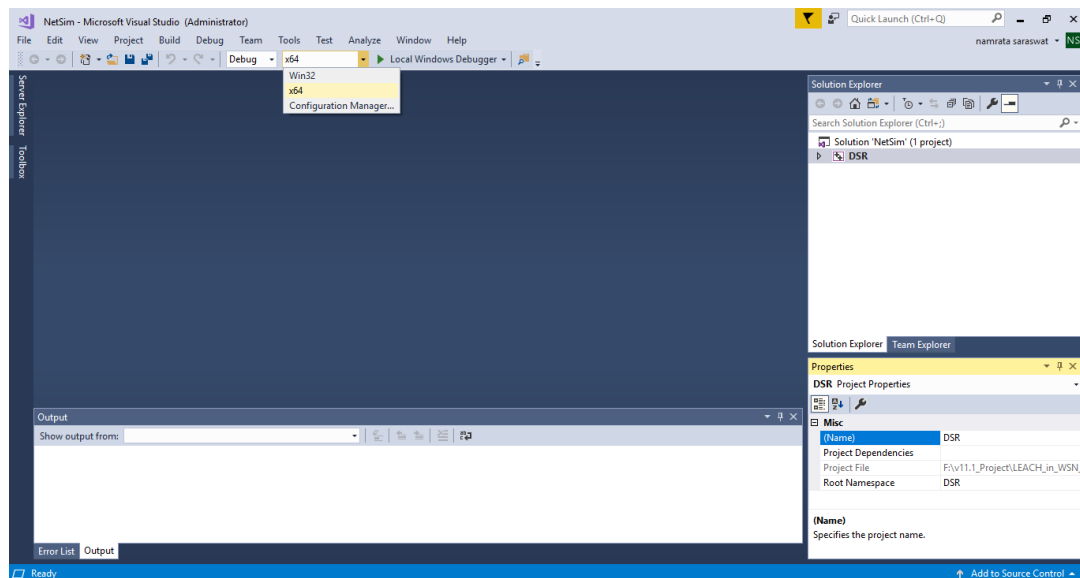 NetSim - Microsoft Visual Studio (Administrator)
Quick Launch (Ctrl+Q)
File Edit View Project Build Debug Team Tools Test Analyze Window Help
namrata saraswat
NS
Debug
x64
Local Windows Debugger
Win32
x64
Configuration Manager...
Server Explorer
Toolbox
Solution Explorer
Search Solution Explorer (Ctrl+;)
Solution 'NetSim' (1 project)
DSR
Solution Explorer
Team Explorer
Properties
DSR Project Properties
Misc
(Name) DSR
Project Dependencies
Project File F:\v11.1_Project\LEACH_in_WSN_
Root Namespace DSR
(Name)
Specifies the project name.
Output
Show output from:
Error List
Output
Ready
Add to Source Control